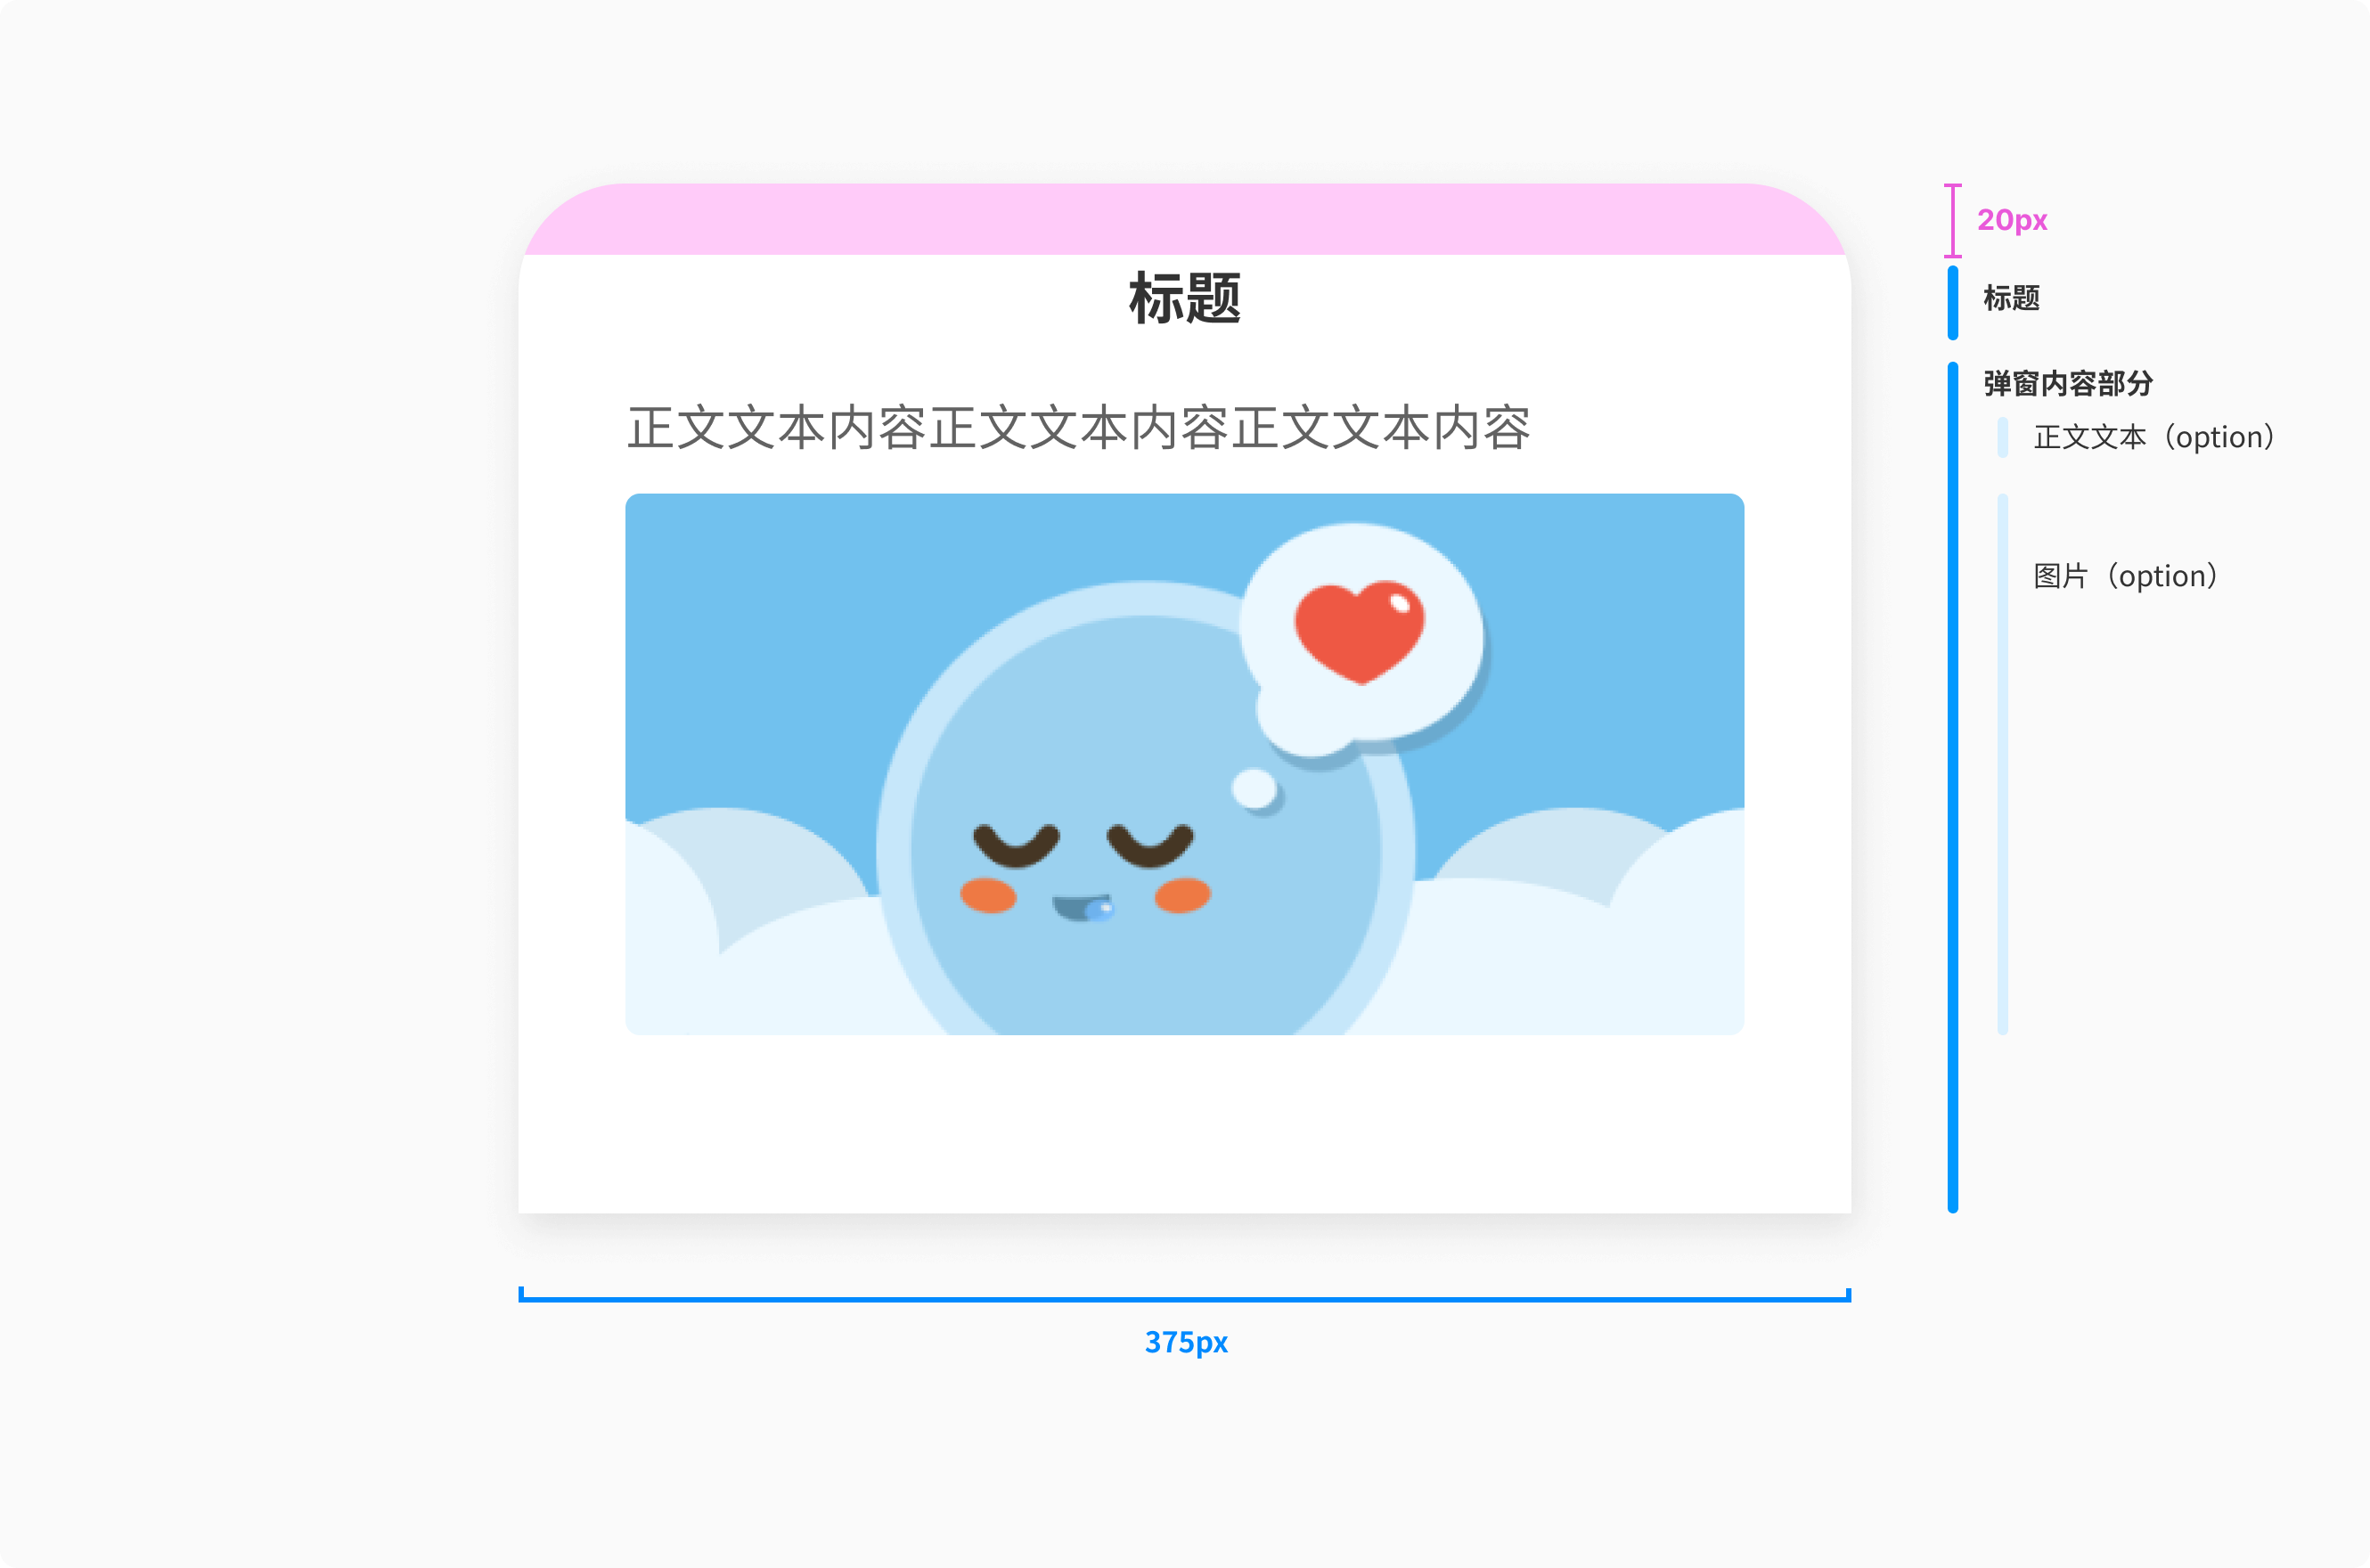 20px
标题
标题
弹窗内容部分
正文文本内容正文文本内容正文文本内容
正文文本（option）
图片（option）
375px